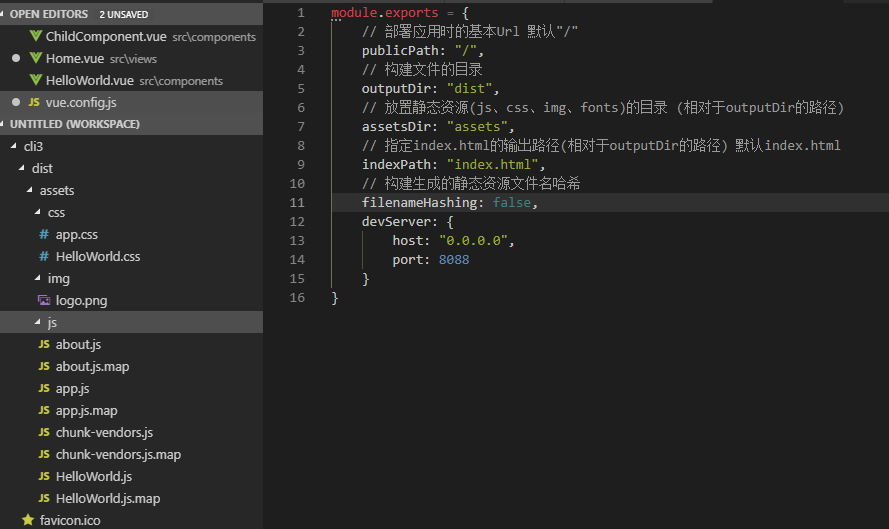 OPEN EDITORS 2 UNSAVED
ChildComponent.vue src\components
Home.vue src\views
HelloWorld.vue src\components
JS vue.config.js
UNTITLED (WORKSPACE)
cli3
dist
assets
css
# app.css
# HelloWorld.css
img
logo.png
js
JS about.js
JS about.js.map
JS app.js
JS app.js.map
JS chunk-vendors.js
JS chunk-vendors.js.map
JS HelloWorld.js
JS HelloWorld.js.map
favicon.ico
1 module.exports = {
2 // 部署应用时的基本Url 默认"/"
3 publicPath: "/",
4 // 构建文件的目录
5 outputDir: "dist",
6 // 放置静态资源(js、css、img、fonts)的目录 (相对于outputDir的路径)
7 assetsDir: "assets",
8 // 指定index.html的输出路径(相对于outputDir的路径) 默认index.html
9 indexPath: "index.html",
10 // 构建生成的静态资源文件名哈希
11 filenameHashing: false,
12 devServer: {
13 host: "0.0.0.0",
14 port: 8088
15 }
16 }